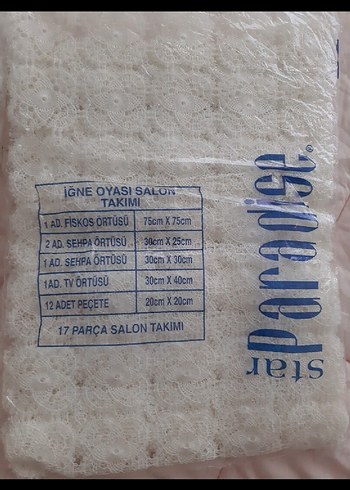 İĞNE OYASI SALON
TAKIMI
1 AD. FİSKOS ÖRTÜSÜ 75cm X 75cm
2 AD. SEHPA ÖRTÜSÜ 30cm X 25cm
1 AD. SEHPA ÖRTÜSÜ 30cm X 30cm
1AD. TV ÖRTÜSÜ 30cm X 40cm
12 ADET PEÇETE 20cm X 20cm
17 PARÇA SALON TAKIMI
star
paradise®